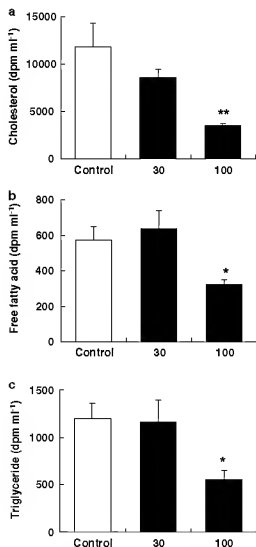 a
Cholesterol (dpm ml⁻¹)
15000
10000
5000
0
**
Control 30 100
b
Free fatty acid (dpm ml⁻¹)
800
600
400
200
0
*
Control 30 100
c
Triglyceride (dpm ml⁻¹)
1500
1000
500
0
*
Control 30 100